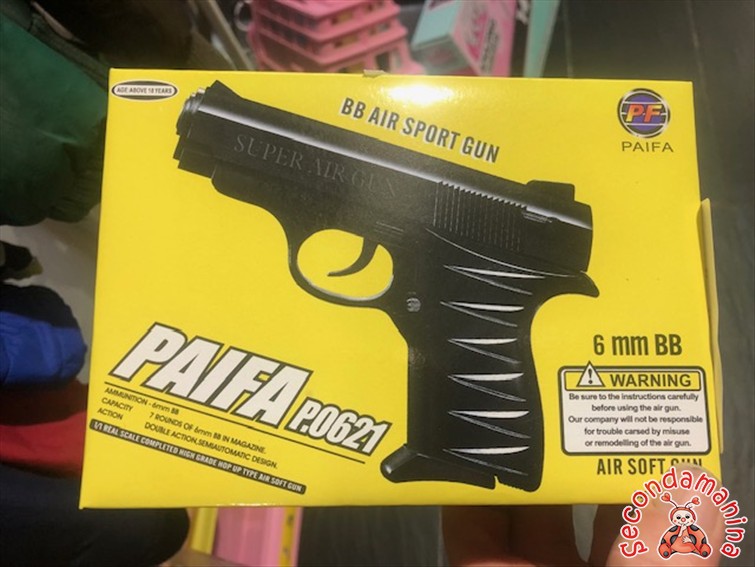 AGE ABOVE 18 YEARS
BB AIR SPORT GUN
PF
PAIFA
SUPER AIR GUN
PAIFA P.0621
AMMUNITION - 6mm BB
CAPACITY 7 ROUNDS OF 6mm BB IN MAGAZINE.
ACTION DOUBLE ACTION,SEMIAUTOMATIC DESIGN.
1/1 REAL SCALE COMPLETED HIGH GRADE HOP UP TYPE AIR SOFT GUN
6 mm BB
WARNING
Be sure to the instructions carefully
before using the air gun.
Our company will not be responsible
for trouble carsed by misuse
or remodelling of the air gun.
AIR SOFT GUN
secondamanina